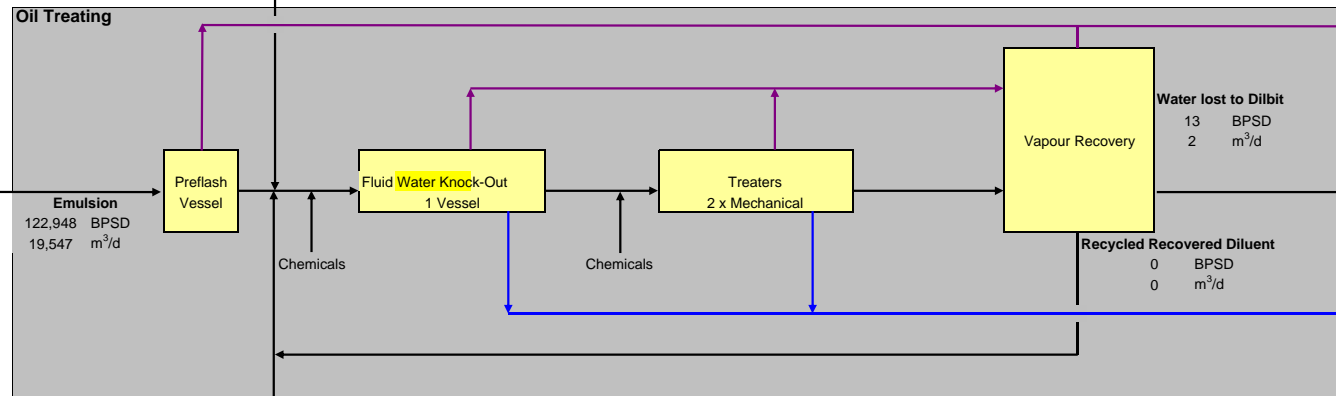 Oil Treating
Water lost to Dilbit
13 BPSD
2 m³/d
Vapour Recovery
Preflash
Vessel
Fluid Water Knock-Out
1 Vessel
Treaters
2 x Mechanical
Emulsion
122,948 BPSD
19,547 m³/d
Chemicals
Chemicals
Recycled Recovered Diluent
0 BPSD
0 m³/d